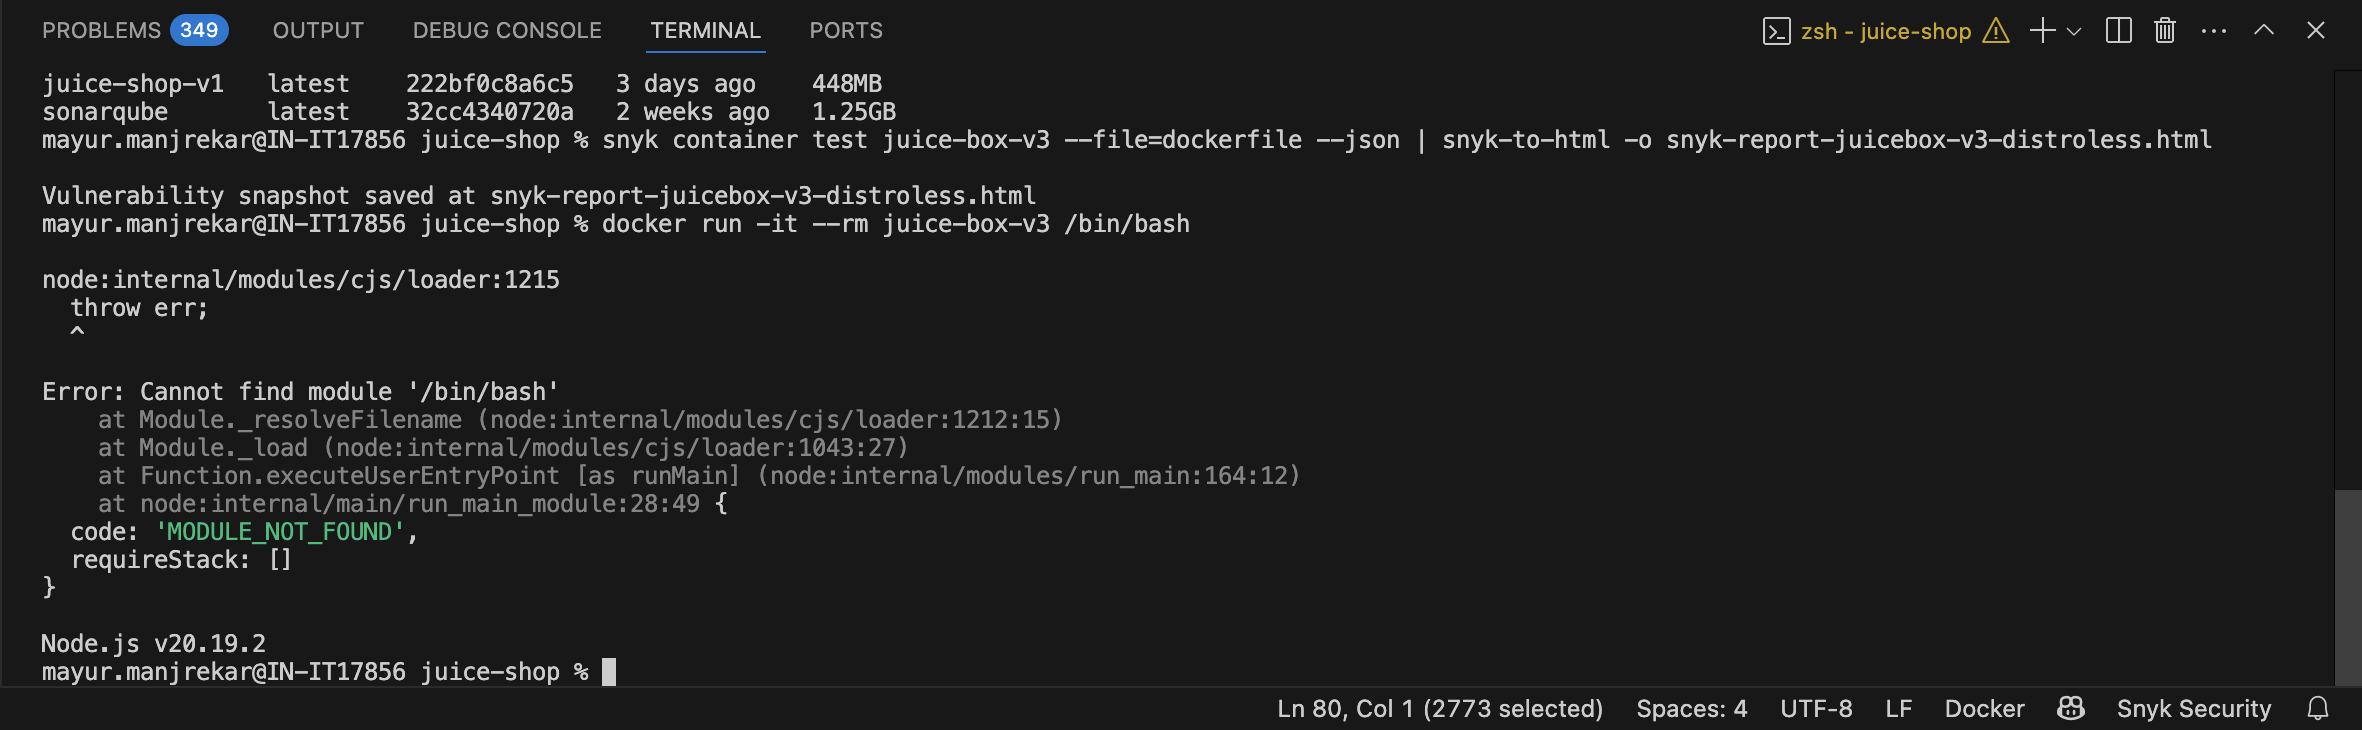 PROBLEMS 349 OUTPUT DEBUG CONSOLE TERMINAL PORTS zsh - juice-shop
juice-shop-v1 latest 222bf0c8a6c5 3 days ago 448MB
sonarqube latest 32cc4340720a 2 weeks ago 1.25GB
mayur.manjrekar@IN-IT17856 juice-shop % snyk container test juice-box-v3 --file=dockerfile --json | snyk-to-html -o snyk-report-juicebox-v3-distroless.html
Vulnerability snapshot saved at snyk-report-juicebox-v3-distroless.html
mayur.manjrekar@IN-IT17856 juice-shop % docker run -it --rm juice-box-v3 /bin/bash
node:internal/modules/cjs/loader:1215
throw err;
^
Error: Cannot find module '/bin/bash'
at Module._resolveFilename (node:internal/modules/cjs/loader:1212:15)
at Module._load (node:internal/modules/cjs/loader:1043:27)
at Function.executeUserEntryPoint [as runMain] (node:internal/modules/run_main:164:12)
at node:internal/main/run_main_module:28:49 {
code: 'MODULE_NOT_FOUND',
requireStack: []
}
Node.js v20.19.2
mayur.manjrekar@IN-IT17856 juice-shop %
Ln 80, Col 1 (2773 selected) Spaces: 4 UTF-8 LF Docker Snyk Security